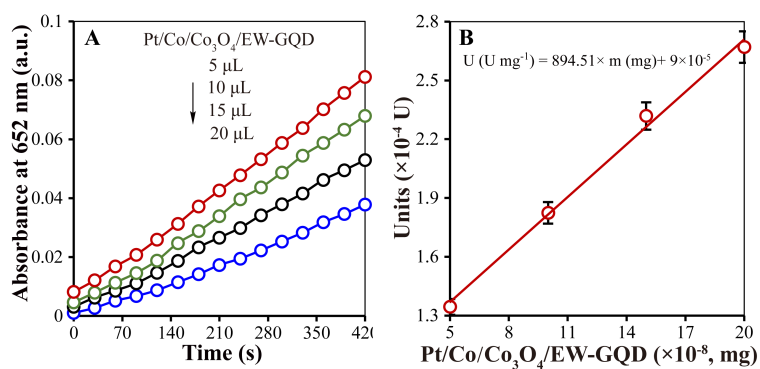 A
Pt/Co/Co3O4/EW-GQD
5 μL
10 μL
15 μL
20 μL
Absorbance at 652 nm (a.u.)
0.1
0.08
0.06
0.04
0.02
0
0 70 140 210 280 350 420
Time (s)
B
U (U mg-1) = 894.51× m (mg)+ 9×10-5
Units (×10-4 U)
2.8
2.6
2.2
1.9
1.6
1.3
5 8 11 14 17 20
Pt/Co/Co3O4/EW-GQD (×10-8, mg)